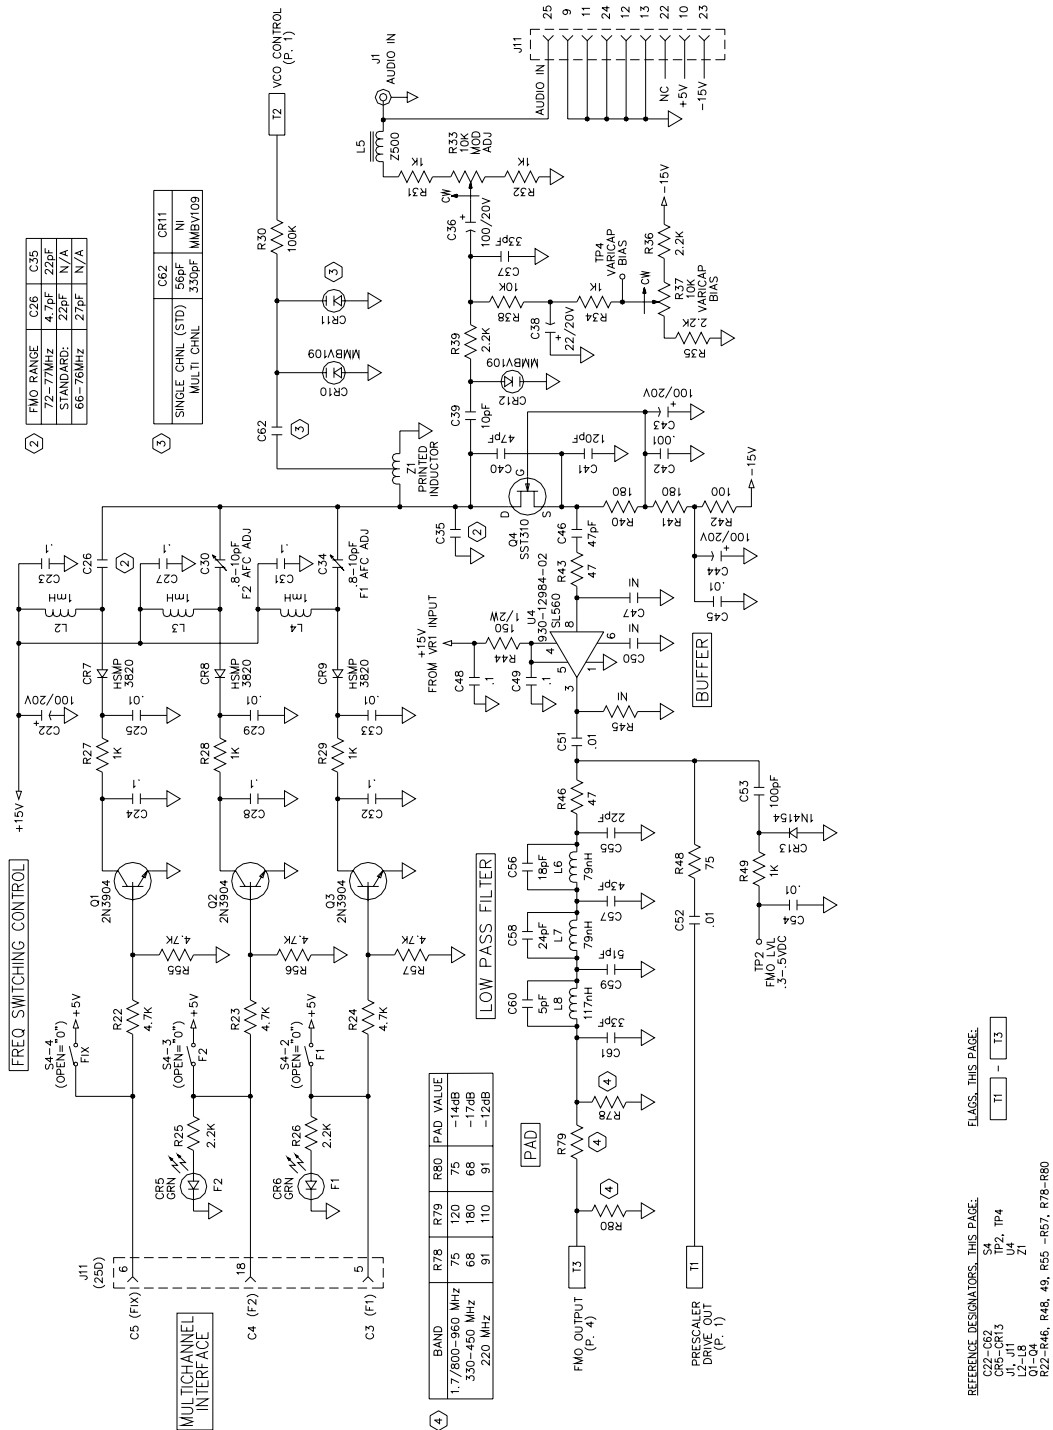 FREQ SWITCHING CONTROL
+15V
C22
100/20V
L2
1mH
C23
.1
C26
2
CR7
HSMP
3820
C25
.01
R27
1K
C24
.1
Q1
2N3904
R55
4.7K
R22
4.7K
S4-4
(OPEN="0")
FIX
+5V
L3
1mH
C27
.1
C30
.8-10pF
F2 AFC ADJ
CR8
HSMP
3820
C29
.01
R28
1K
C28
.1
Q2
2N3904
R56
4.7K
R23
4.7K
S4-3
(OPEN="0")
F2
+5V
R25
2.2K
CR5
GRN
F2
L4
1mH
C31
.1
C34
.8-10pF
F1 AFC ADJ
CR9
HSMP
3820
C33
.01
R29
1K
C32
.1
Q3
2N3904
R57
4.7K
R24
4.7K
S4-2
(OPEN="0")
F1
+5V
R26
2.2K
CR6
GRN
F1
J11
(25D)
6
18
5
C5 (FIX)
C4 (F2)
C3 (F1)
MULTICHANNEL
INTERFACE
2
FMO RANGE C26 C35
72-77MHz 4.7pF 22pF
STANDARD: 22pF N/A
66-76MHz 27pF N/A
3
C62 CR11
SINGLE CHNL (STD) 56pF NI
MULTI CHNL 330pF MMBV109
T2
VCO CONTROL
(P. 1)
R30
100K
CR11
3
CR10
MMBV109
C62
3
Z1
PRINTED
INDUCTOR
J1
AUDIO IN
L5
Z500
R31
1K
R33
10K
MOD
ADJ
CW
R32
1K
C36
100/20V
+
C37
33pF
R38
10K
R39
2.2K
C38
22/20V
+
R34
1K
TP4
VARICAP
BIAS
CW
R37
10K
VARICAP
BIAS
R36
2.2K
-15V
R35
2.2K
CR12
MMBV109
C39
10pF
J11
25
9
11
24
12
13
22
10
23
AUDIO IN
NC
+5V
-15V
C35
2
Q4
SST310
D
G
S
C40
47pF
C41
120pF
R40
180
R41
180
R42
100
-15V
C42
.001
C43
100/20V
+
C44
100/20V
+
C45
.01
C46
47pF
R43
47
C47
NI
U4
930-12984-02
SL560
8
4
5
6
1
3
C50
NI
+15V
FROM VR1 INPUT
R44
150
1/2W
C48
.1
C49
.1
R45
NI
BUFFER
C51
.01
LOW PASS FILTER
R46
47
C55
22pF
C56
18pF
L6
79nH
C57
43pF
C58
24pF
L7
79nH
C59
51pF
C60
5pF
L8
117nH
C61
33pF
R48
75
C52
.01
C53
100pF
CR13
1N4154
R49
1K
C54
.01
TP2
FMO LVL
.3-.5VDC
PAD
R78
4
R79
4
R80
4
T3
FMO OUTPUT
(P. 4)
T1
PRESCALER
DRIVE OUT
(P. 1)
4
BAND R78 R79 R80 PAD VALUE
1.7/800-960 MHz 75 120 75 -14dB
330-450 MHz 68 180 68 -17dB
220 MHz 91 110 91 -12dB
REFERENCE DESIGNATORS, THIS PAGE:
C22-C62 S4
CR5-CR13 TP2, TP4
J1, J11 U4
L2-L8 Z1
Q1-Q4
R22-R46, R48, 49, R55 -R57, R78-R80
FLAGS, THIS PAGE:
T1 - T3